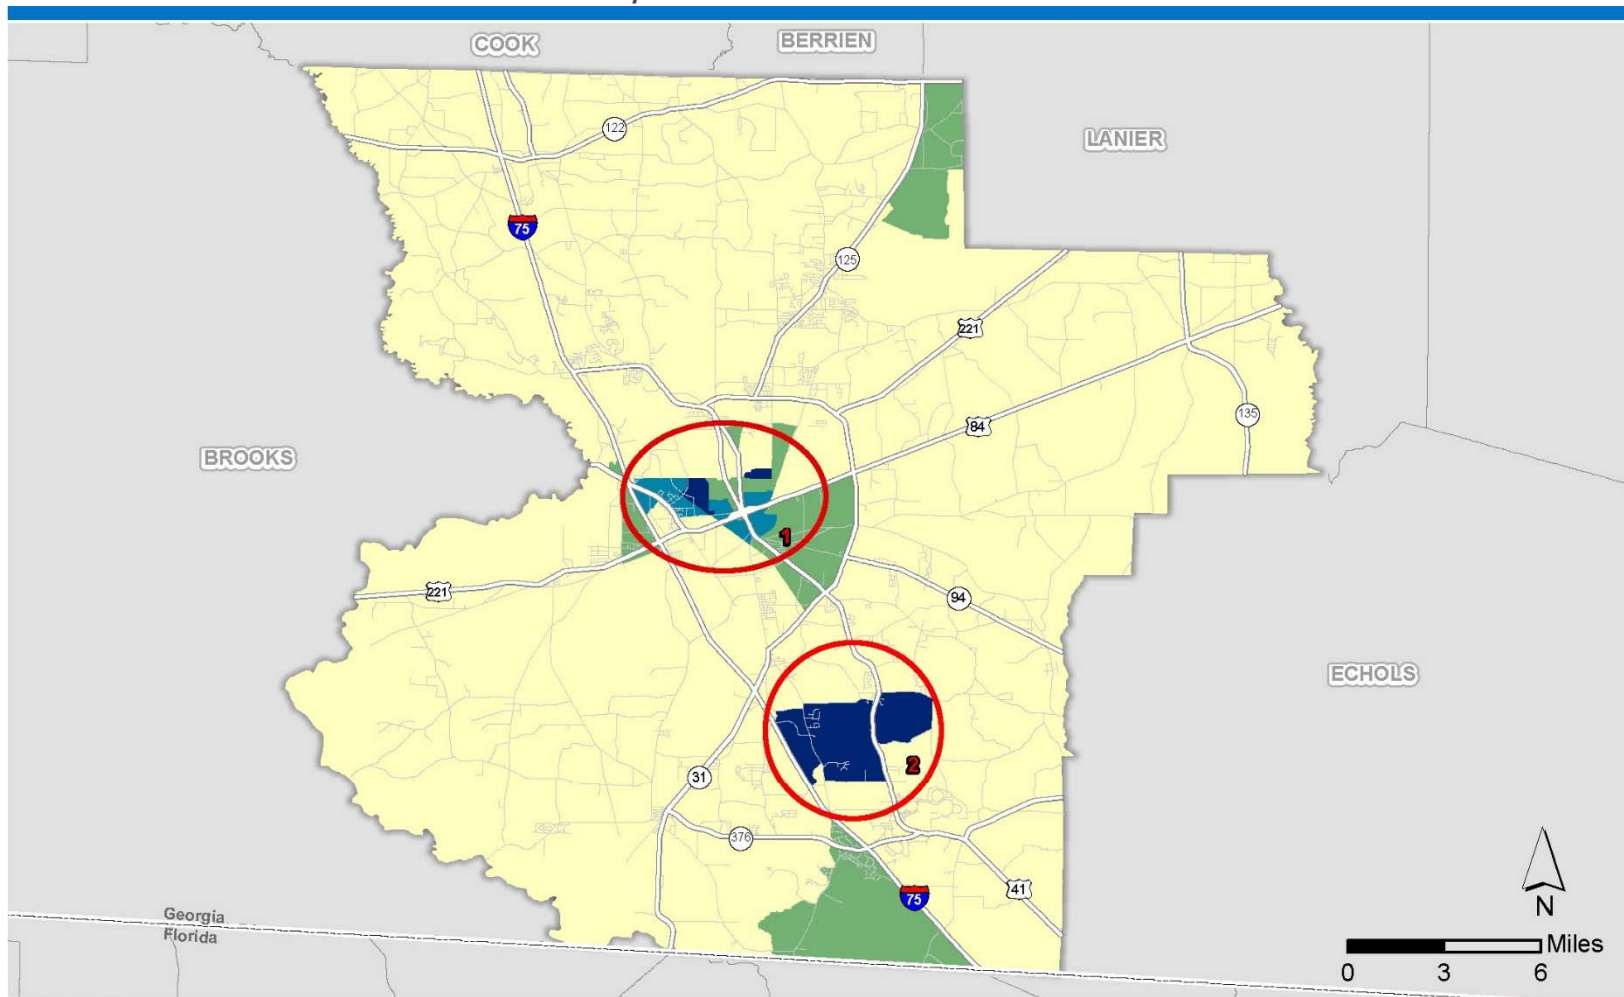 COOK
BERRIEN
LANIER
122
75
125
221
84
135
BROOKS
1
221
94
ECHOLS
2
31
376
41
75
N
Georgia
Florida
Miles
0 3 6